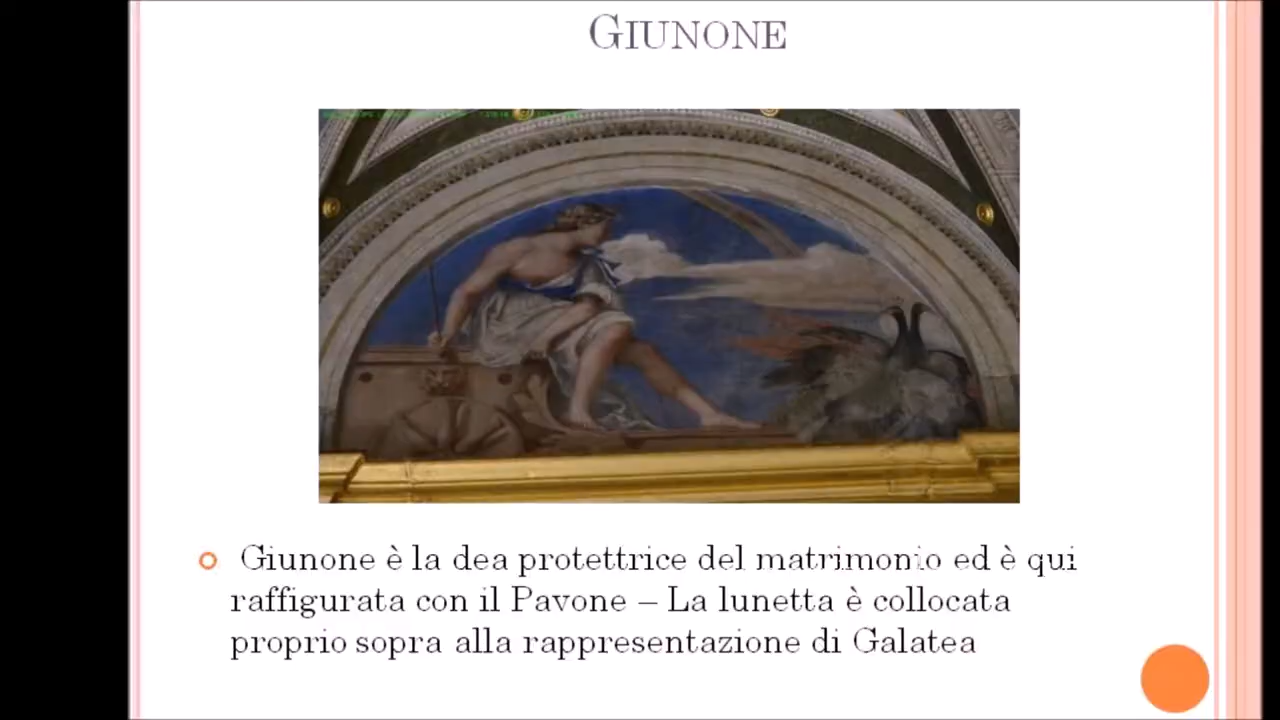 GIUNONE
Giunone è la dea protettrice del matrimonio ed è qui
raffigurata con il Pavone – La lunetta è collocata
proprio sopra alla rappresentazione di Galatea